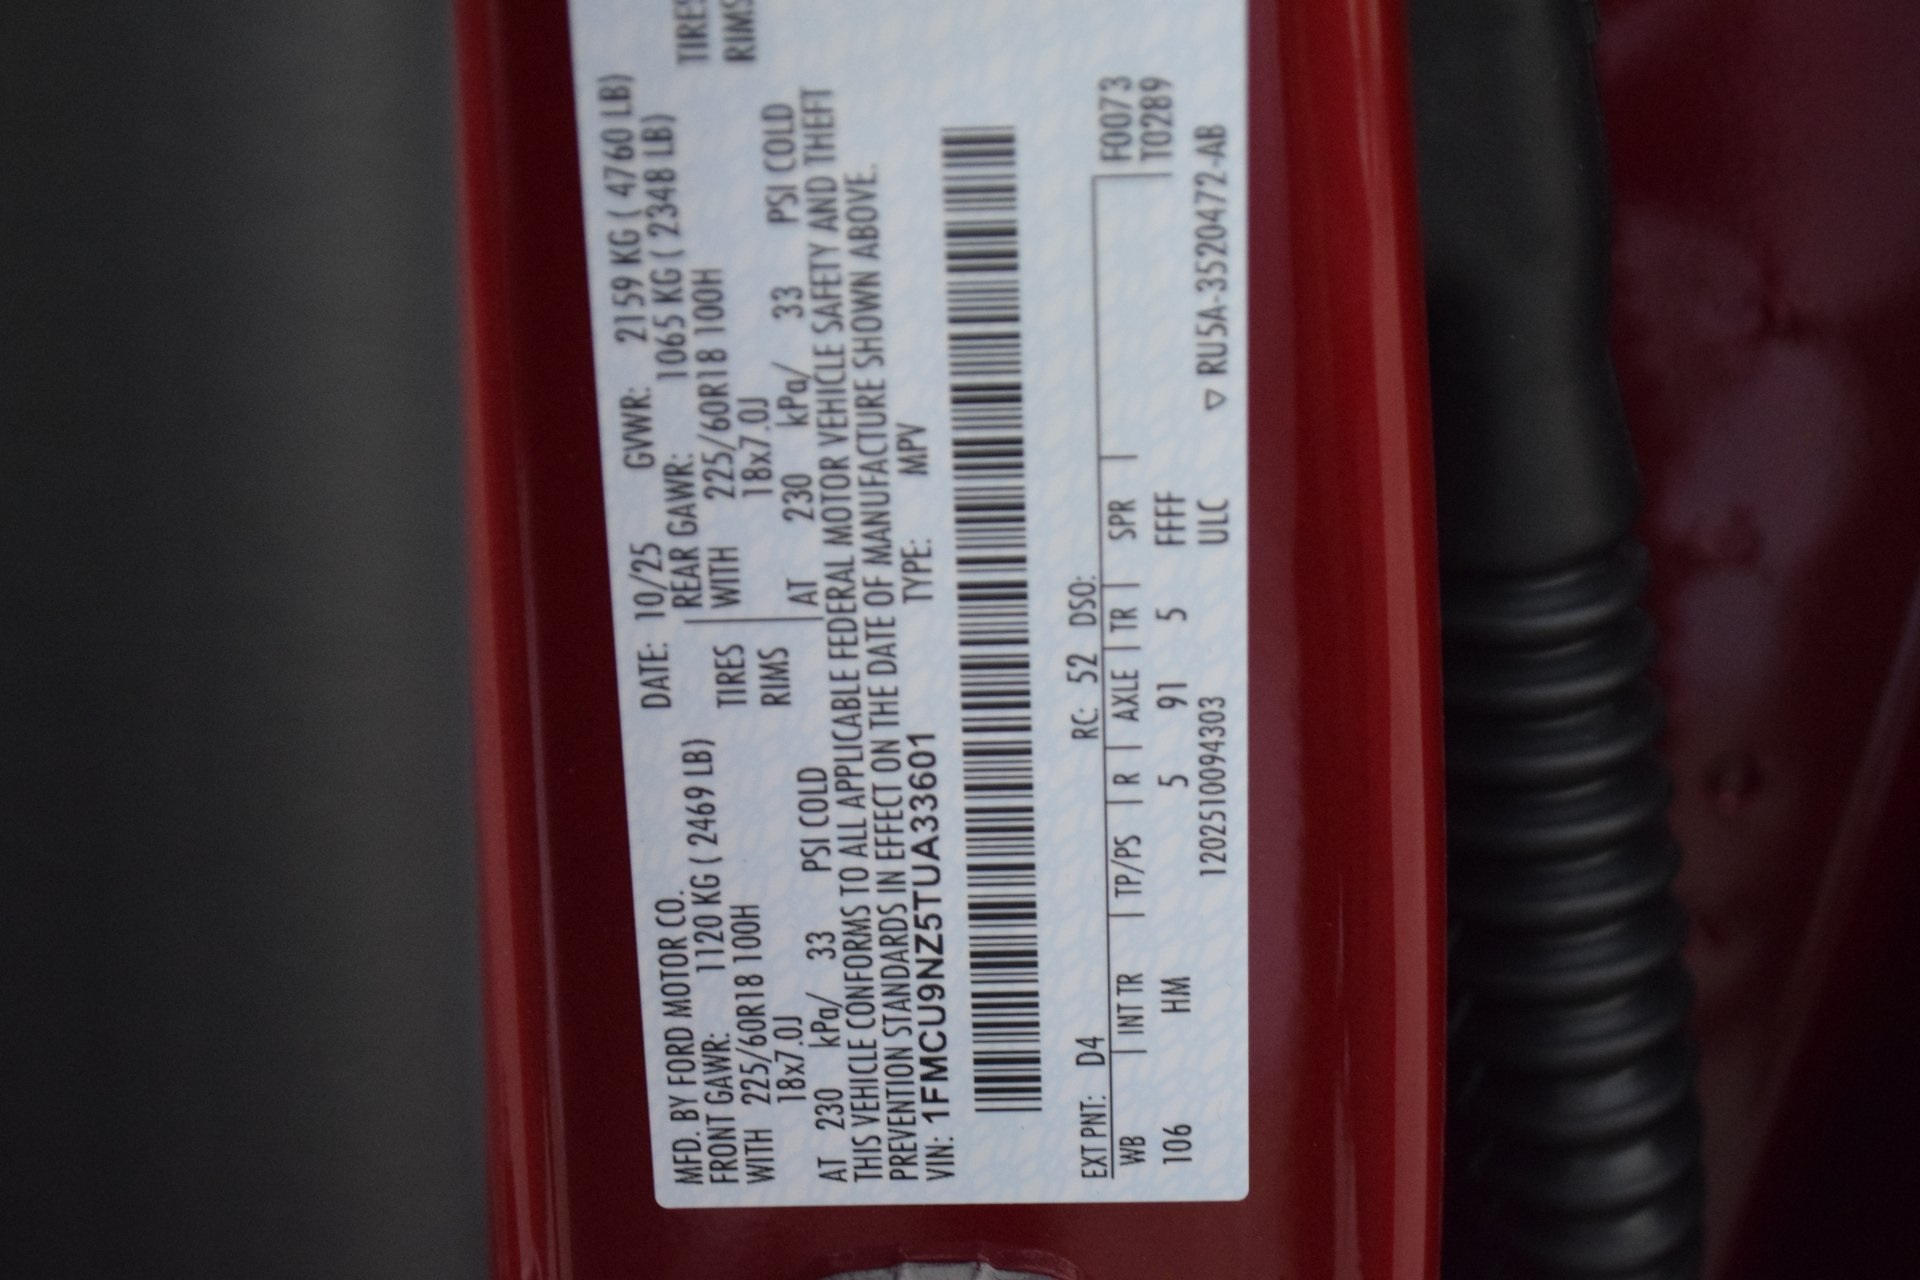 MFD. BY FORD MOTOR CO. DATE: 10/25 GVWR: 2159 KG ( 4760 LB)
FRONT GAWR: 1120 KG ( 2469 LB) REAR GAWR: 1065 KG ( 2348 LB)
WITH 225/60R18 100H TIRES WITH 225/60R18 100H TIRES
18x7.0J RIMS 18x7.0J RIMS
AT 230 kPa/ 33 PSI COLD AT 230 kPa/ 33 PSI COLD
THIS VEHICLE CONFORMS TO ALL APPLICABLE FEDERAL MOTOR VEHICLE SAFETY AND THEFT
PREVENTION STANDARDS IN EFFECT ON THE DATE OF MANUFACTURE SHOWN ABOVE.
VIN: 1FMCU9NZ5TUA33601 TYPE: MPV
EXT PNT: D4 RC: 52 DSO:
WB | INT TR | TP/PS | R | AXLE | TR | SPR | F0073
106 HM 5 91 5 FFFF T0289
1202510094303 ULC ▽ RU5A-3520472-AB